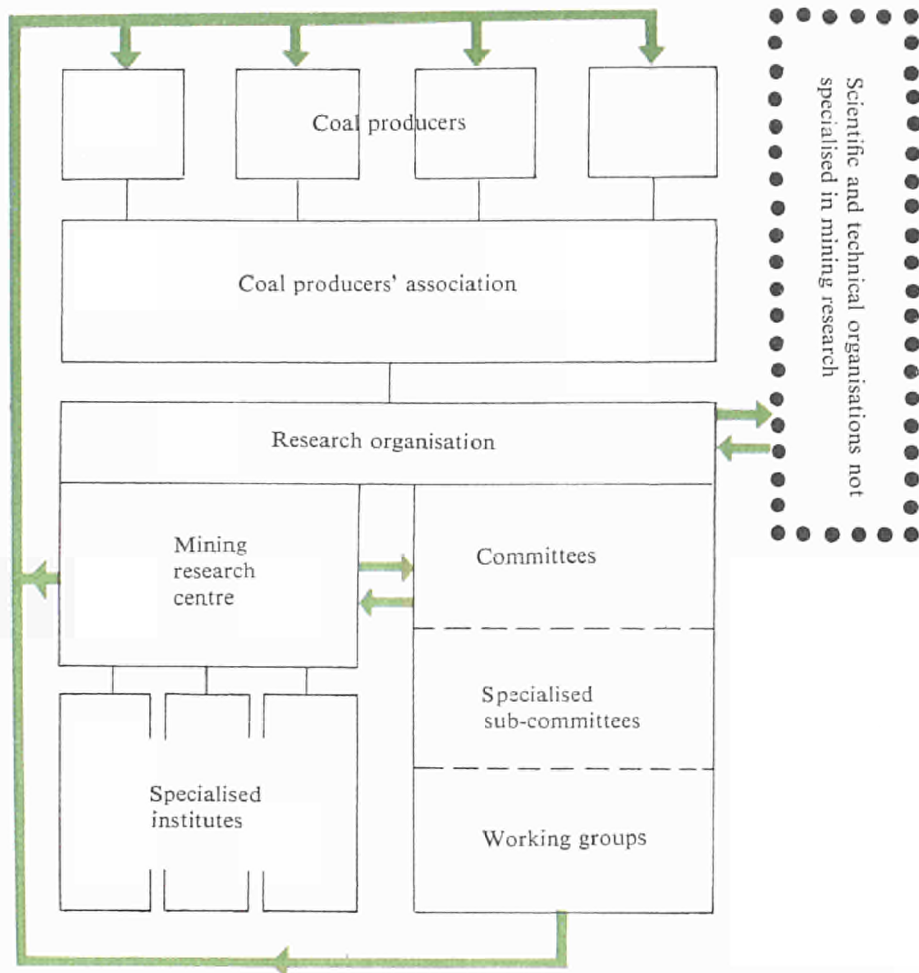 Coal producers
Scientific and technical organisations not
specialised in mining research
Coal producers' association
Research organisation
Mining
research
centre
Committees
Specialised
sub-committees
Specialised
institutes
Working groups